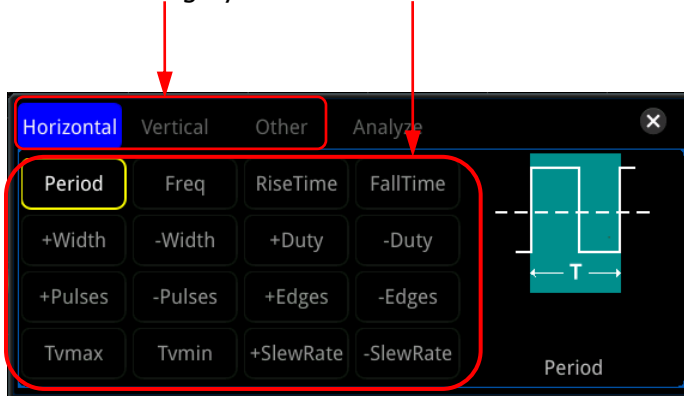 Horizontal Vertical Other Analyze
Period Freq RiseTime FallTime
+Width -Width +Duty -Duty
T
+Pulses -Pulses +Edges -Edges
Tvmax Tvmin +SlewRate -SlewRate
Period